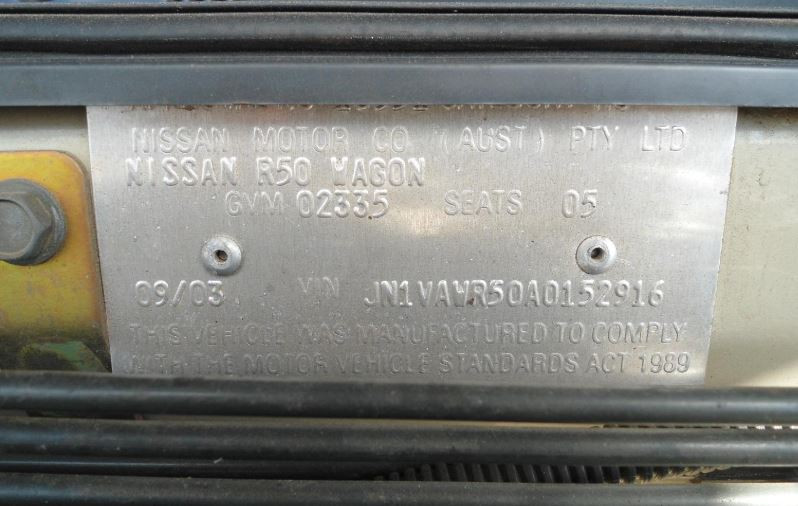 NISSAN MOTOR CO. (AUST) PTY LTD
NISSAN R50 WAGON
GVM 02335 SEATS 05
09/03 VIN JN1VAWR50A0152916
THIS VEHICLE WAS MANUFACTURED TO COMPLY
WITH THE MOTOR VEHICLE STANDARDS ACT 1989